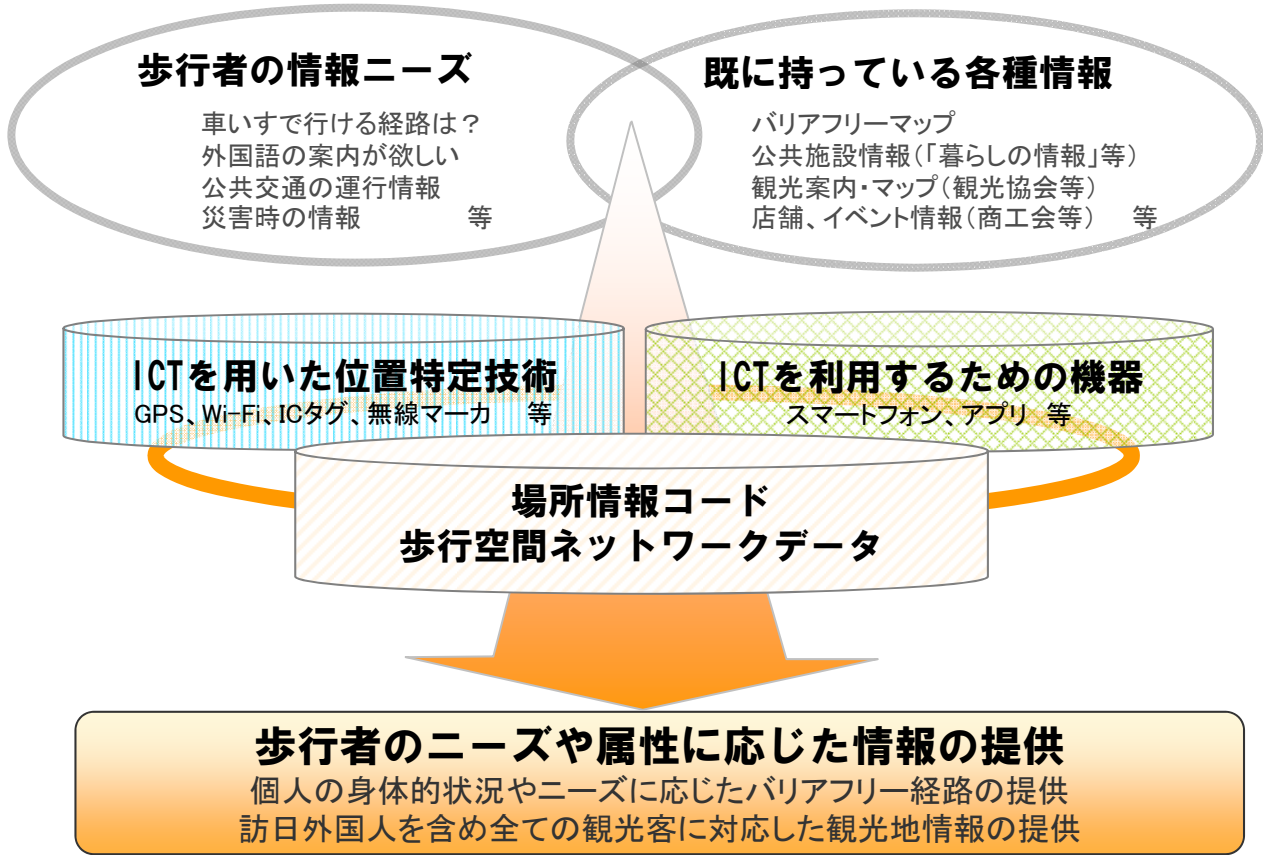 歩行者の情報ニーズ
車いすで行ける経路は？
外国語の案内が欲しい
公共交通の運行情報
災害時の情報　　　　等
既に持っている各種情報
バリアフリーマップ
公共施設情報（「暮らしの情報」等）
観光案内・マップ（観光協会等）
店舗、イベント情報（商工会等）　等
ICTを用いた位置特定技術
GPS、Wi-Fi、ICタグ、無線マーカ　等
ICTを利用するための機器
スマートフォン、アプリ　等
場所情報コード
歩行空間ネットワークデータ
歩行者のニーズや属性に応じた情報の提供
個人の身体的状況やニーズに応じたバリアフリー経路の提供
訪日外国人を含め全ての観光客に対応した観光地情報の提供